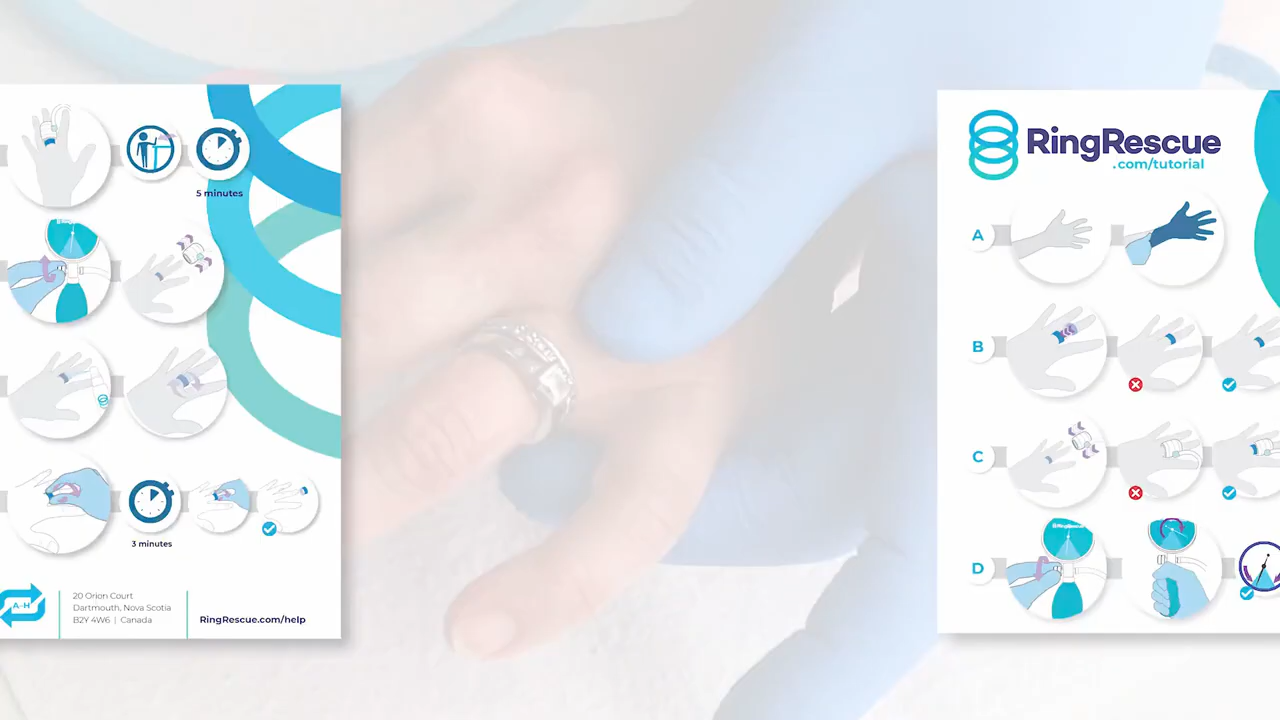 5 minutes
3 minutes
A-H
20 Orion Court
Dartmouth, Nova Scotia
B2Y 4W6 | Canada
RingRescue.com/help
RingRescue
.com/tutorial
A
B
C
D